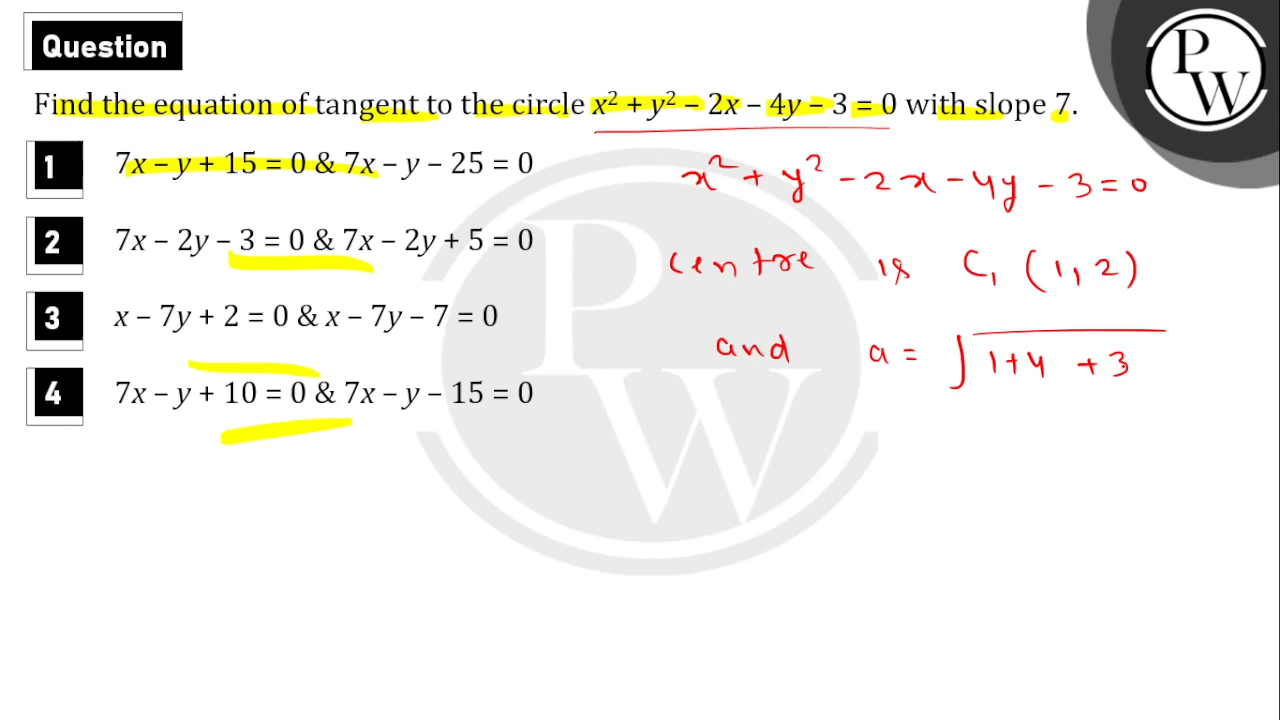 Question
PW
Find the equation of tangent to the circle x² + y² − 2x − 4y − 3 = 0 with slope 7.
1 7x − y + 15 = 0 & 7x − y − 25 = 0
2 7x − 2y − 3 = 0 & 7x − 2y + 5 = 0
3 x − 7y + 2 = 0 & x − 7y − 7 = 0
4 7x − y + 10 = 0 & 7x − y − 15 = 0
x² + y² − 2x − 4y − 3 = 0
centre is C₁ (1, 2)
and a = √1+4 +3
PW